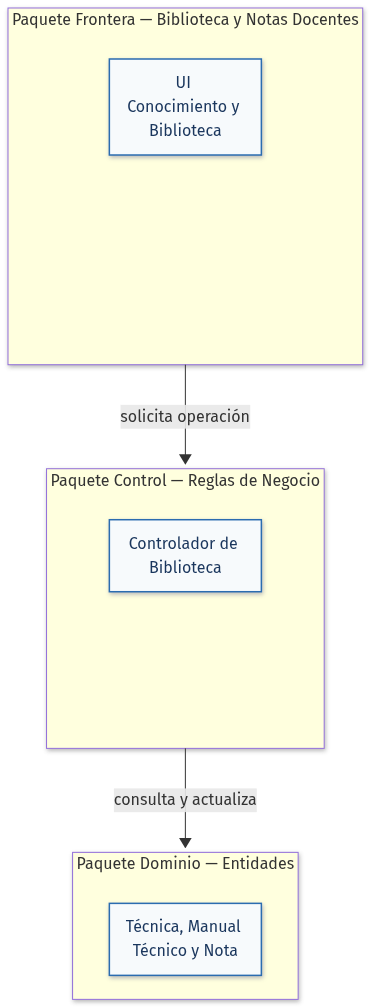 Paquete Frontera — Biblioteca y Notas Docentes
UI
Conocimiento y
Biblioteca
solicita operación
Paquete Control — Reglas de Negocio
Controlador de
Biblioteca
consulta y actualiza
Paquete Dominio — Entidades
Técnica, Manual
Técnico y Nota